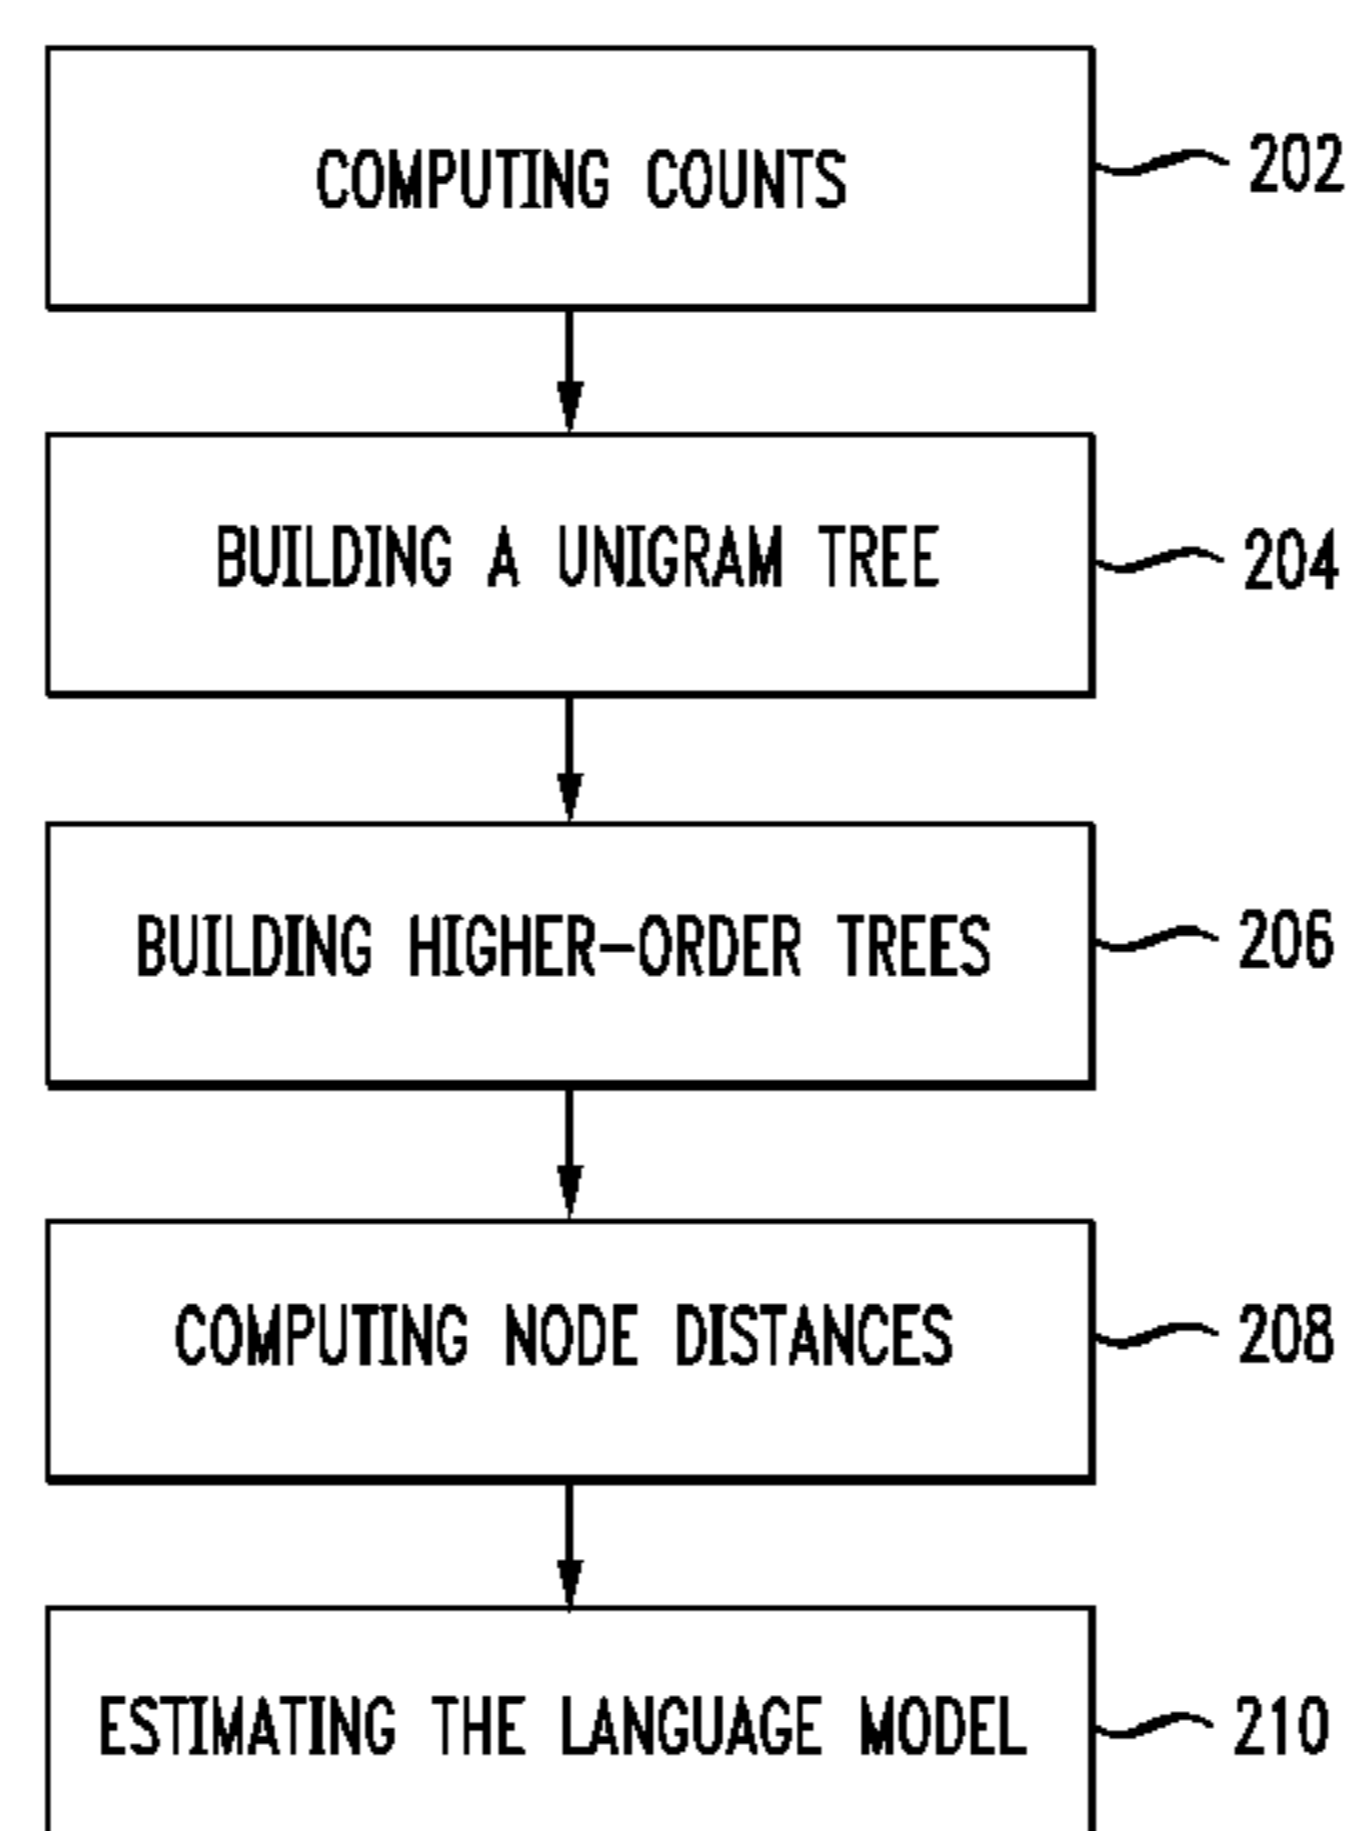 COMPUTING COUNTS 202
BUILDING A UNIGRAM TREE 204
BUILDING HIGHER-ORDER TREES 206
COMPUTING NODE DISTANCES 208
ESTIMATING THE LANGUAGE MODEL 210